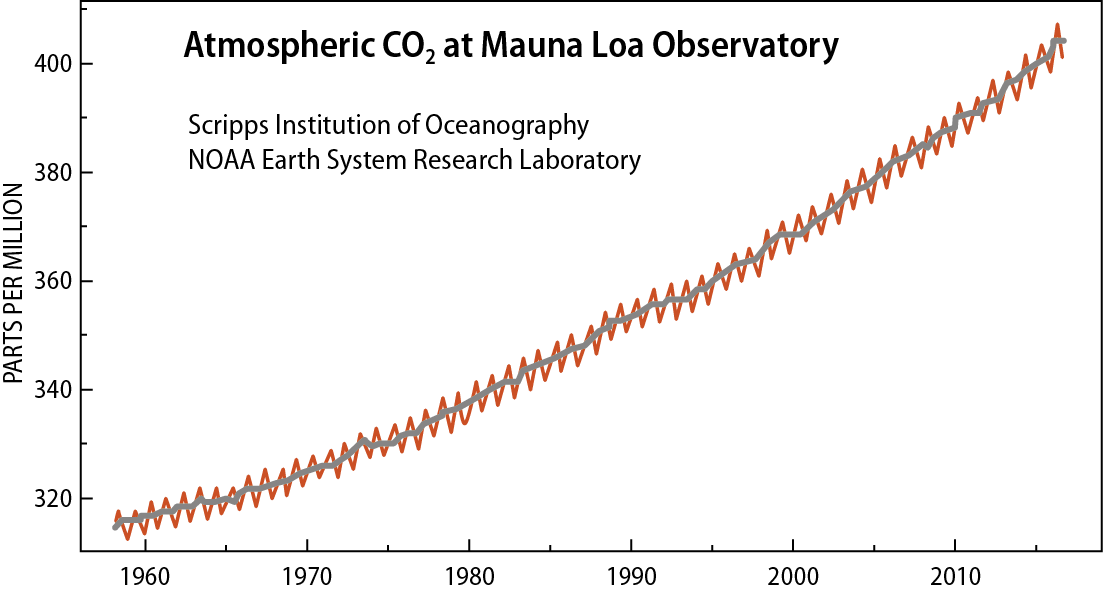 Atmospheric CO₂ at Mauna Loa Observatory
Scripps Institution of Oceanography
NOAA Earth System Research Laboratory
PARTS PER MILLION
400
380
360
340
320
1960 1970 1980 1990 2000 2010